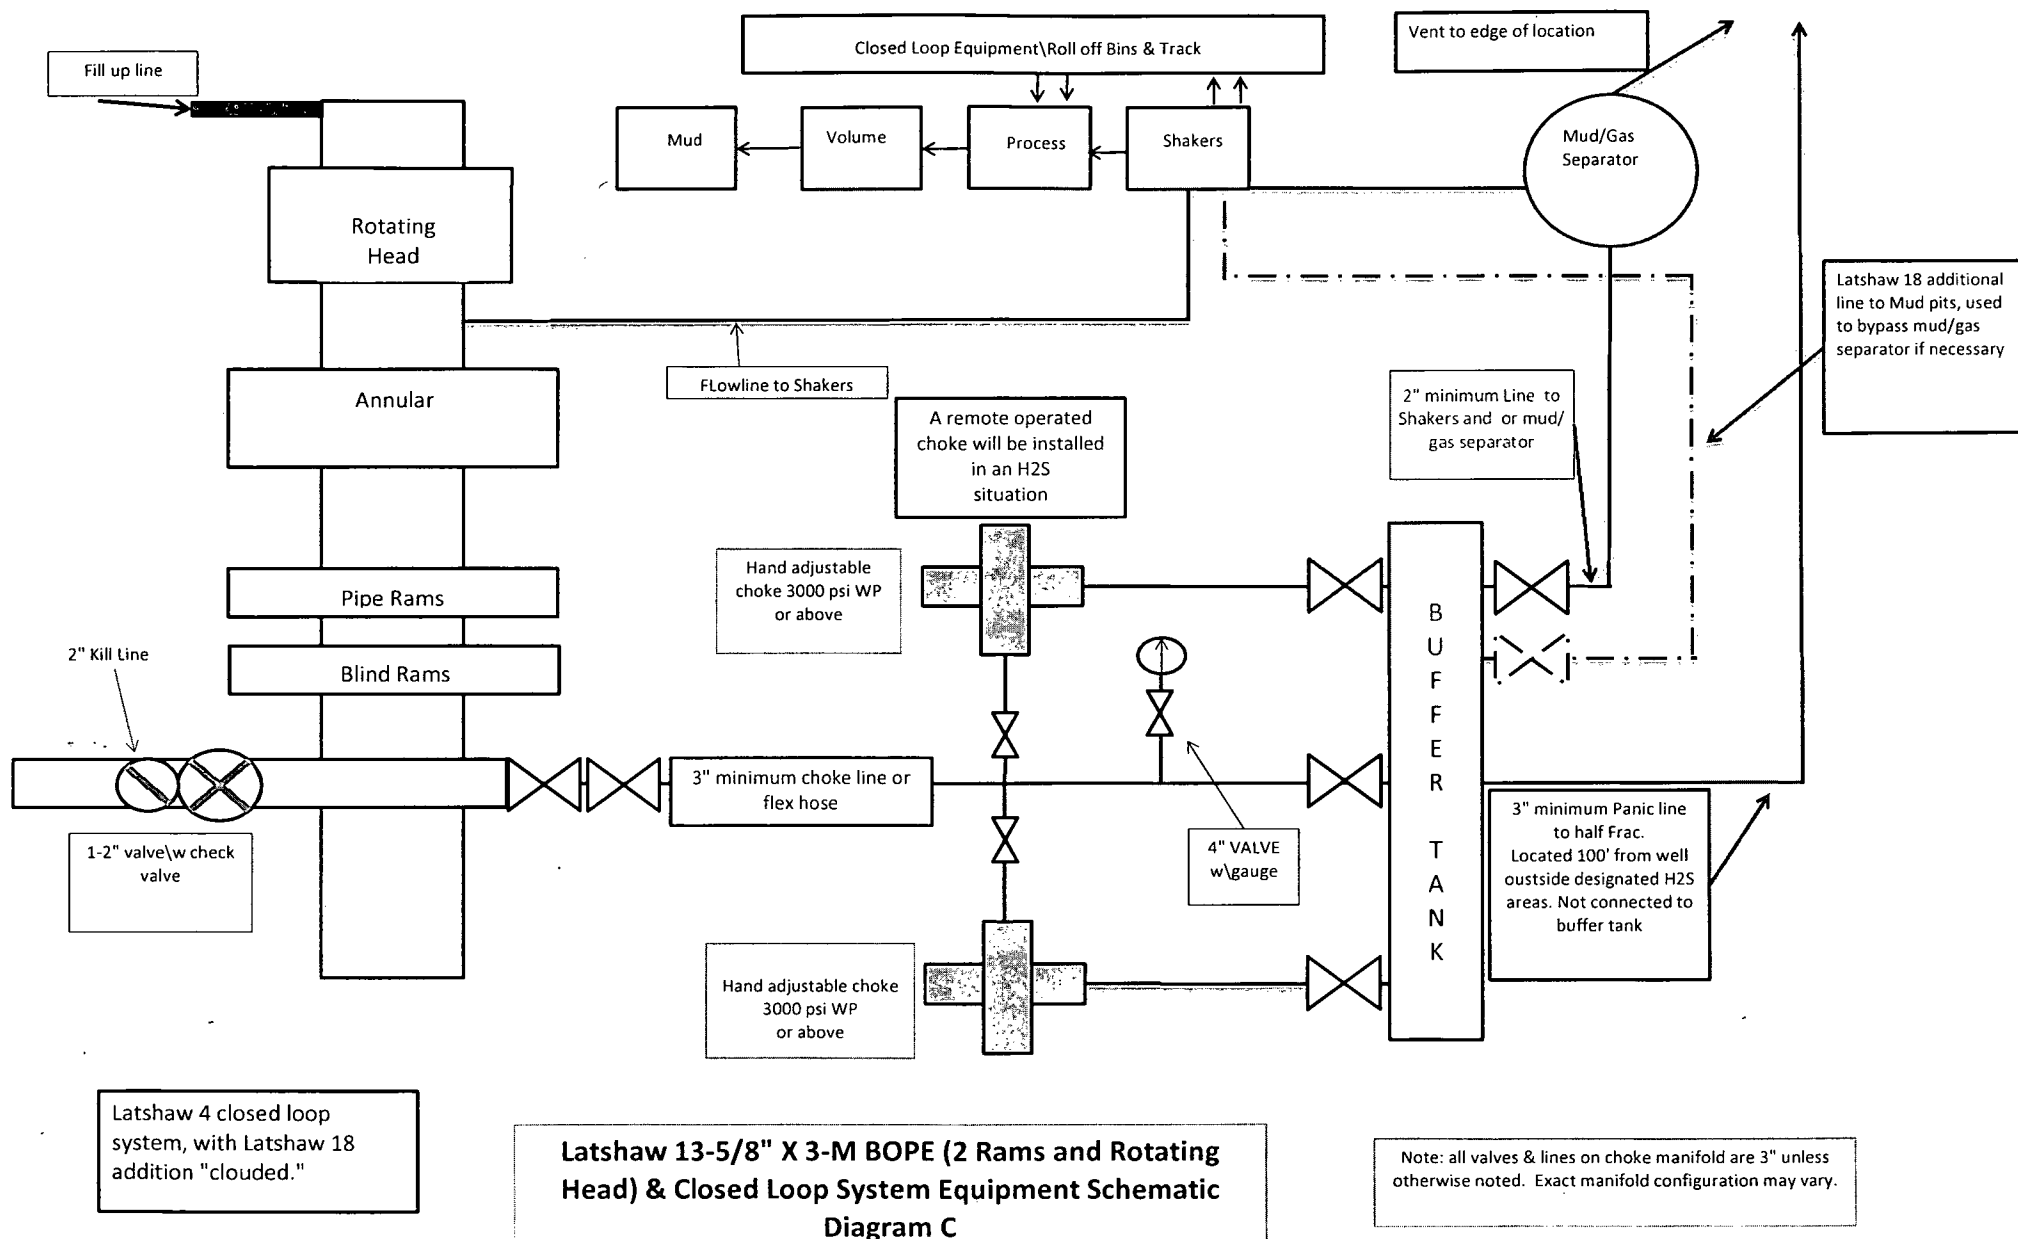 Closed Loop Equipment\Roll off Bins & Track
Vent to edge of location
Fill up line
Mud
Volume
Process
Shakers
Mud/Gas
Separator
Rotating
Head
Latshaw 18 additional
line to Mud pits, used
to bypass mud/gas
separator if necessary
FLowline to Shakers
Annular
2" minimum Line to
Shakers and or mud/
gas separator
A remote operated
choke will be installed
in an H2S
situation
Hand adjustable
choke 3000 psi WP
or above
Pipe Rams
Blind Rams
2" Kill Line
B
U
F
F
E
R
T
A
N
K
3" minimum choke line or
flex hose
1-2" valve\w check
valve
4" VALVE
w\gauge
3" minimum Panic line
to half Frac.
Located 100' from well
oustside designated H2S
areas. Not connected to
buffer tank
Hand adjustable choke
3000 psi WP
or above
Latshaw 4 closed loop
system, with Latshaw 18
addition "clouded."
Latshaw 13-5/8" X 3-M BOPE (2 Rams and Rotating
Head) & Closed Loop System Equipment Schematic
Diagram C
Note: all valves & lines on choke manifold are 3" unless
otherwise noted. Exact manifold configuration may vary.